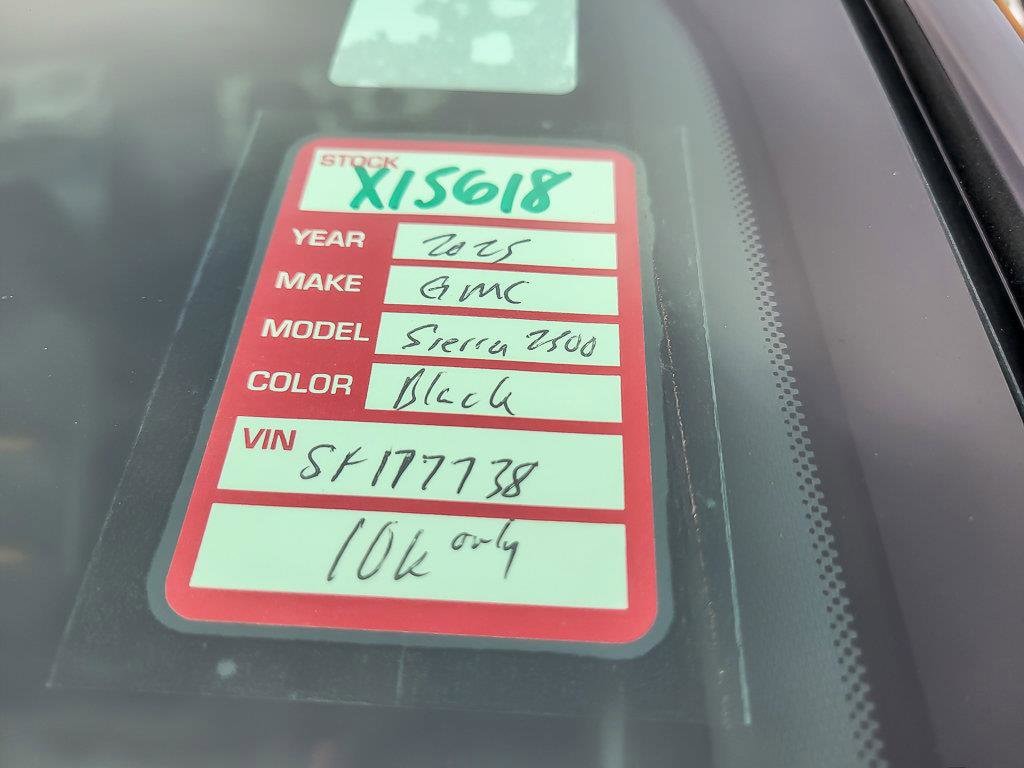 STOCK X15618
YEAR 2025
MAKE GMC
MODEL Sierra 2500
COLOR Black
VIN SF177738
10k only